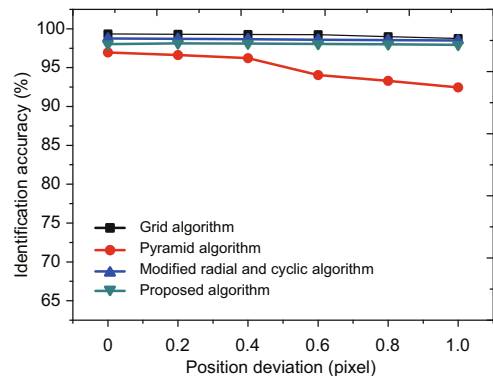 Identification accuracy (%)
100
95
90
85
80
75
70
65
Grid algorithm
Pyramid algorithm
Modified radial and cyclic algorithm
Proposed algorithm
0 0.2 0.4 0.6 0.8 1.0
Position deviation (pixel)